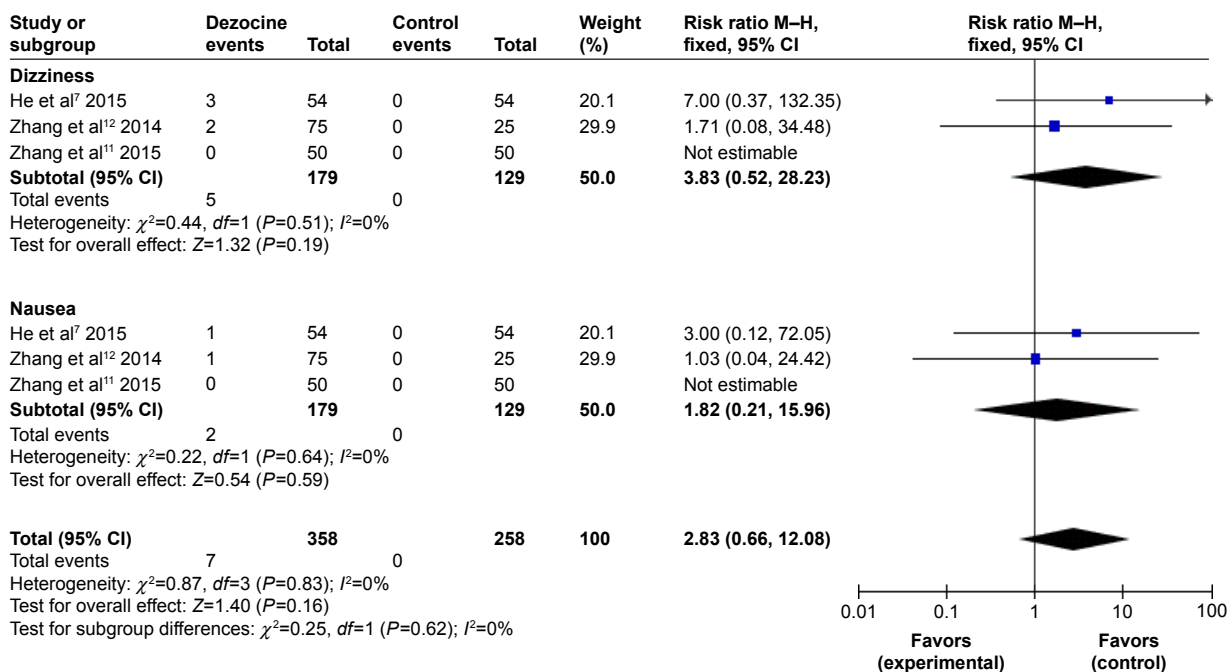 Study or subgroup Dezocine events Total Control events Total Weight (%) Risk ratio M–H, fixed, 95% CI Risk ratio M–H, fixed, 95% CI
Dizziness
He et al⁷ 2015 3 54 0 54 20.1 7.00 (0.37, 132.35)
Zhang et al¹² 2014 2 75 0 25 29.9 1.71 (0.08, 34.48)
Zhang et al¹¹ 2015 0 50 0 50 Not estimable
Subtotal (95% CI) 179 129 50.0 3.83 (0.52, 28.23)
Total events 5 0
Heterogeneity: χ²=0.44, df=1 (P=0.51); I²=0%
Test for overall effect: Z=1.32 (P=0.19)
Nausea
He et al⁷ 2015 1 54 0 54 20.1 3.00 (0.12, 72.05)
Zhang et al¹² 2014 1 75 0 25 29.9 1.03 (0.04, 24.42)
Zhang et al¹¹ 2015 0 50 0 50 Not estimable
Subtotal (95% CI) 179 129 50.0 1.82 (0.21, 15.96)
Total events 2 0
Heterogeneity: χ²=0.22, df=1 (P=0.64); I²=0%
Test for overall effect: Z=0.54 (P=0.59)
Total (95% CI) 358 258 100 2.83 (0.66, 12.08)
Total events 7 0
Heterogeneity: χ²=0.87, df=3 (P=0.83); I²=0%
Test for overall effect: Z=1.40 (P=0.16)
Test for subgroup differences: χ²=0.25, df=1 (P=0.62); I²=0%
0.01 0.1 1 10 100
Favors Favors
(experimental) (control)